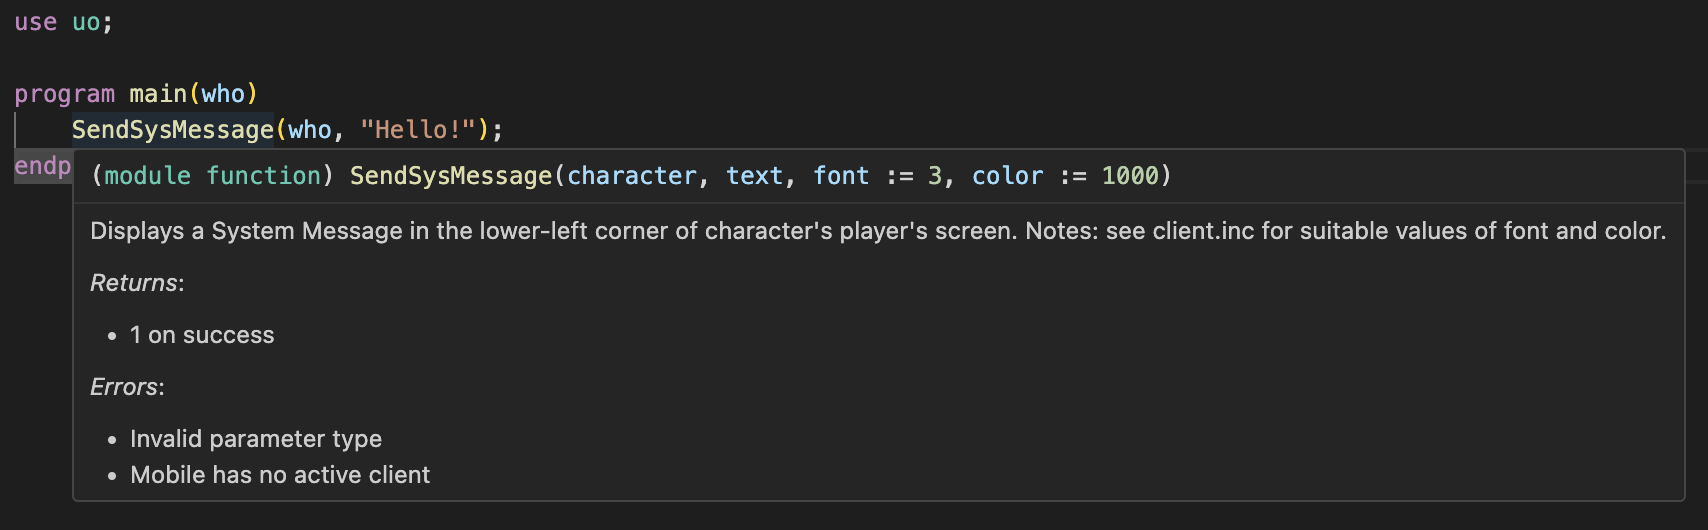 use uo;
program main(who)
SendSysMessage(who, "Hello!");
endp
(module function) SendSysMessage(character, text, font := 3, color := 1000)
Displays a System Message in the lower-left corner of character's player's screen. Notes: see client.inc for suitable values of font and color.
Returns:
• 1 on success
Errors:
• Invalid parameter type
• Mobile has no active client